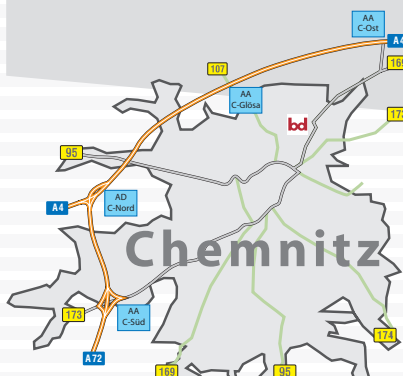 AA
C-Ost
A4
169
107
AA
C-Glösa
173
bd
95
AD
C-Nord
A4
Chemnitz
AA
C-Süd
173
174
A72
169
95